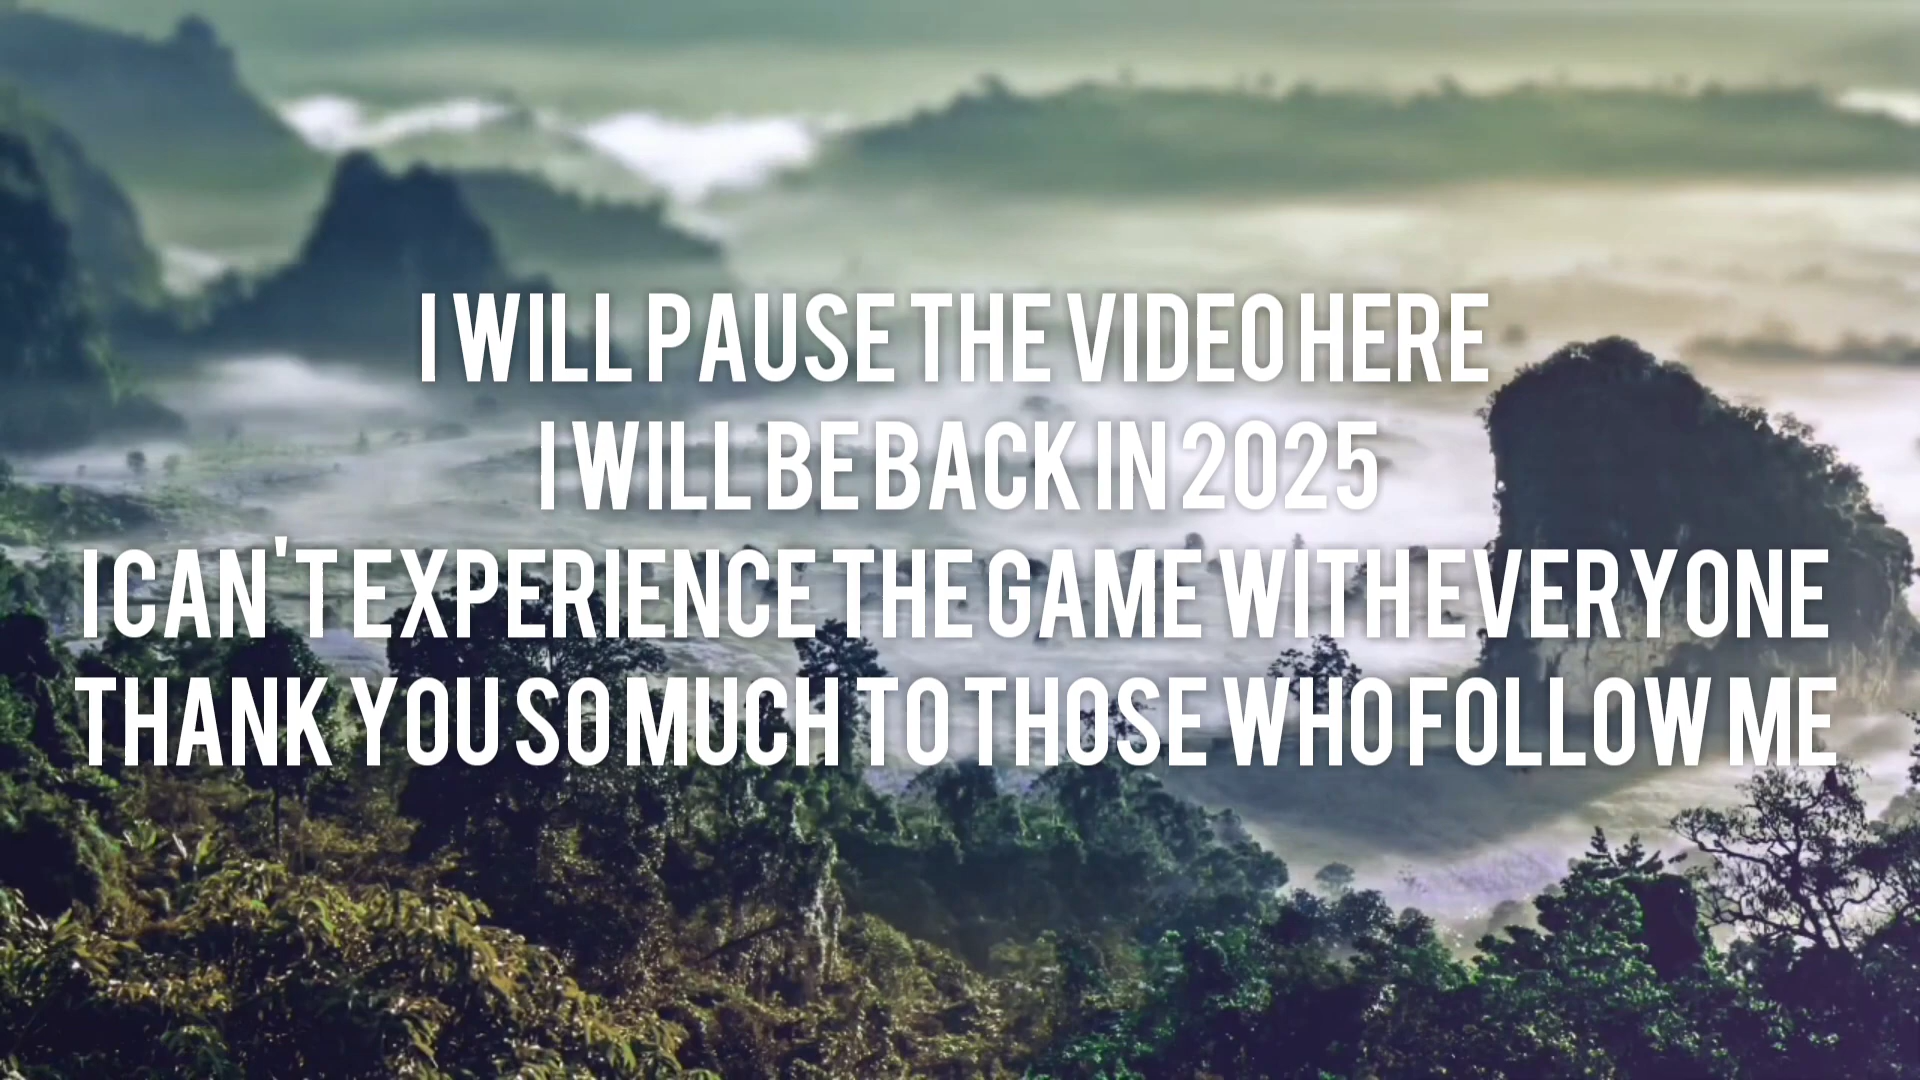 I WILL PAUSE THE VIDEO HERE
I WILL BE BACK IN 2025
I CAN'T EXPERIENCE THE GAME WITH EVERYONE
THANK YOU SO MUCH TO THOSE WHO FOLLOW ME